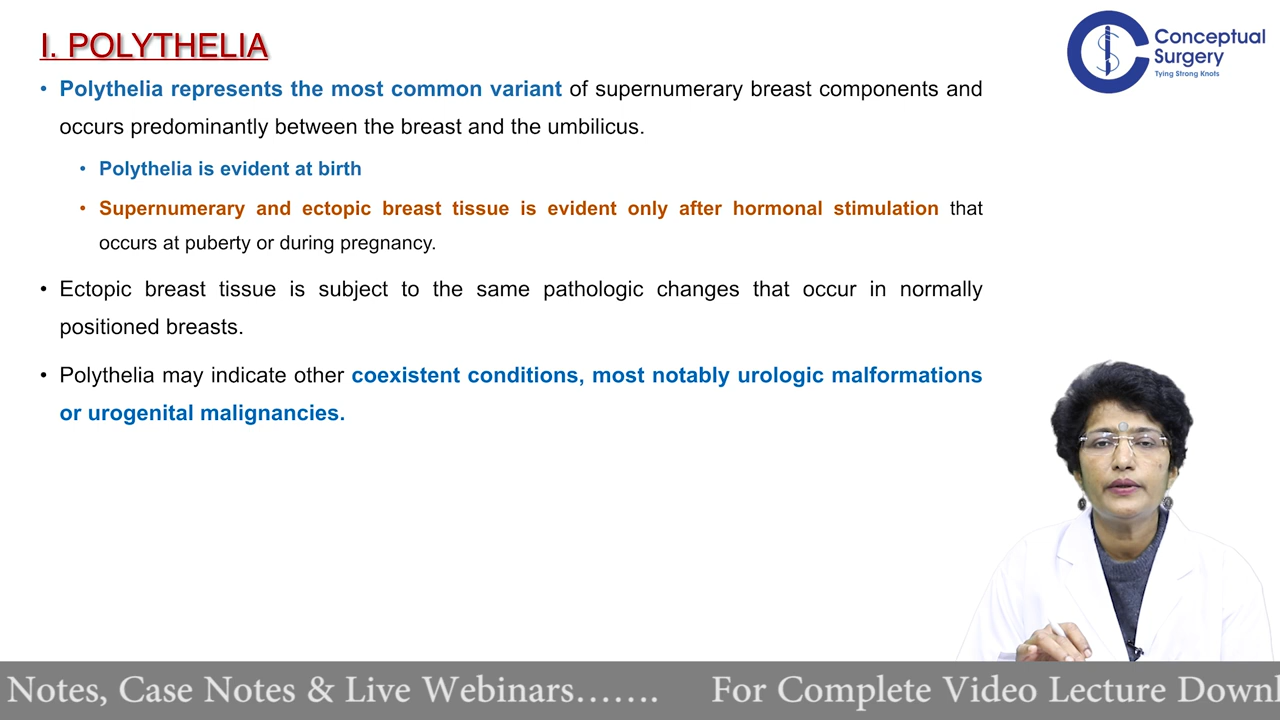 I. POLYTHELIA
Conceptual
Surgery
Tying Strong Knots
• Polythelia represents the most common variant of supernumerary breast components and
occurs predominantly between the breast and the umbilicus.
• Polythelia is evident at birth
• Supernumerary and ectopic breast tissue is evident only after hormonal stimulation that
occurs at puberty or during pregnancy.
• Ectopic breast tissue is subject to the same pathologic changes that occur in normally
positioned breasts.
• Polythelia may indicate other coexistent conditions, most notably urologic malformations
or urogenital malignancies.
Notes, Case Notes & Live Webinars....... For Complete Video Lecture Downl